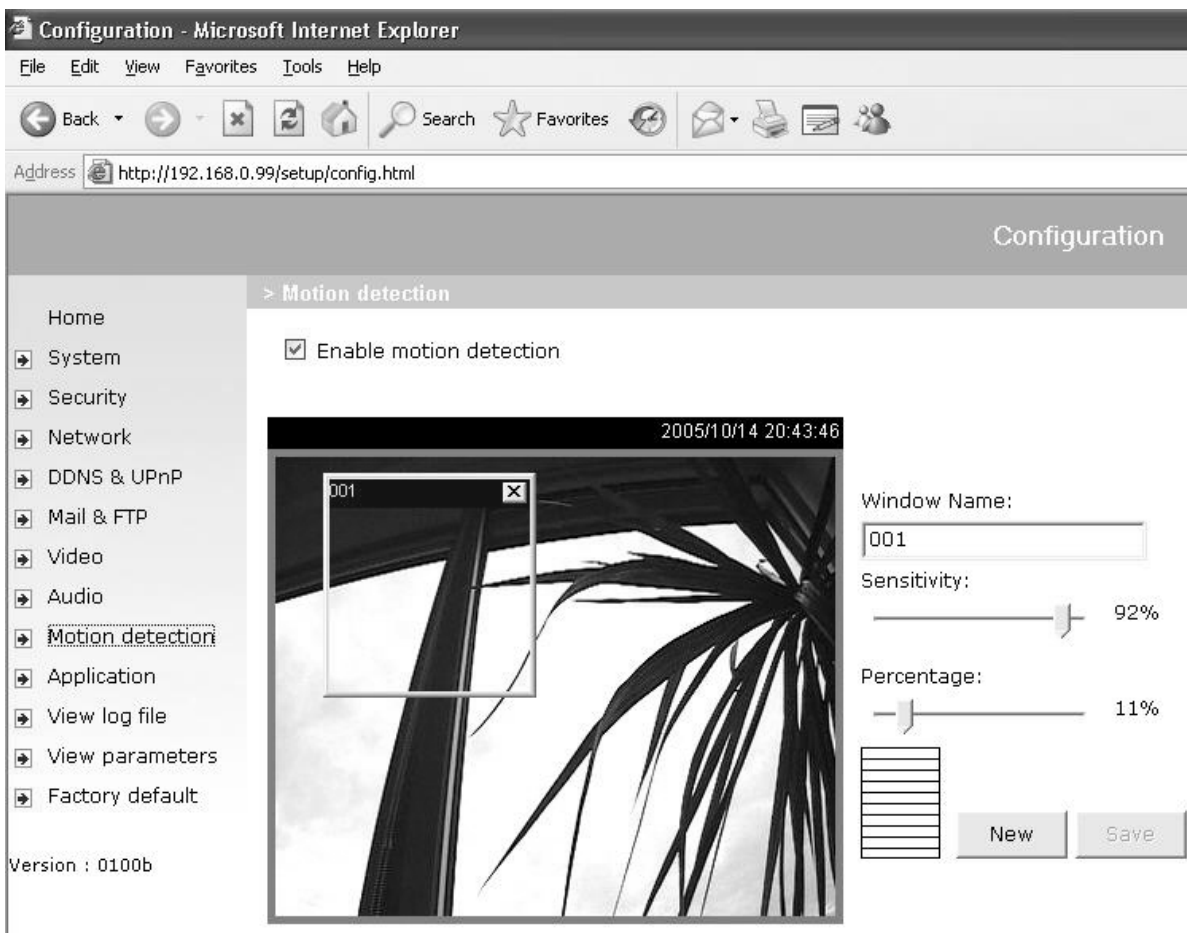 Configuration - Microsoft Internet Explorer
File Edit View Favorites Tools Help
Back Search Favorites
Address http://192.168.0.99/setup/config.html
Configuration
> Motion detection
Home
System
Security
Network
DDNS & UPnP
Mail & FTP
Video
Audio
Motion detection
Application
View log file
View parameters
Factory default
Version : 0100b
Enable motion detection
2005/10/14 20:43:46
001
Window Name:
001
Sensitivity:
92%
Percentage:
11%
New Save